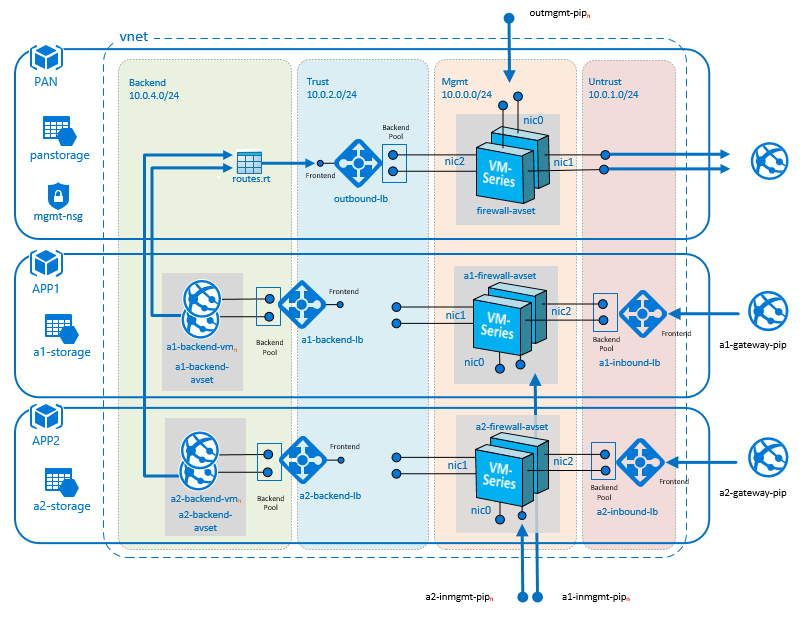 outmgmt-pipn
vnet
PAN
panstorage
mgmt-nsg
Backend
10.0.4.0/24
Trust
10.0.2.0/24
Mgmt
10.0.0.0/24
Untrust
10.0.1.0/24
routes.rt
Frontend
Backend
Pool
outbound-lb
nic0
nic2
nic1
VM-
Series
firewall-avset
APP1
a1-storage
a1-backend-vmn
a1-backend-
avset
Backend
Pool
Frontend
a1-backend-lb
a1-firewall-avset
nic1
nic2
VM-
Series
nic0
Backend
Pool
Frontend
a1-inbound-lb
a1-gateway-pip
APP2
a2-storage
a2-backend-vmn
a2-backend-
avset
Backend
Pool
Frontend
a2-backend-lb
a2-firewall-avset
nic1
nic2
VM-
Series
nic0
Backend
Pool
Frontend
a2-inbound-lb
a2-gateway-pip
a2-inmgmt-pipn
a1-inmgmt-pipn